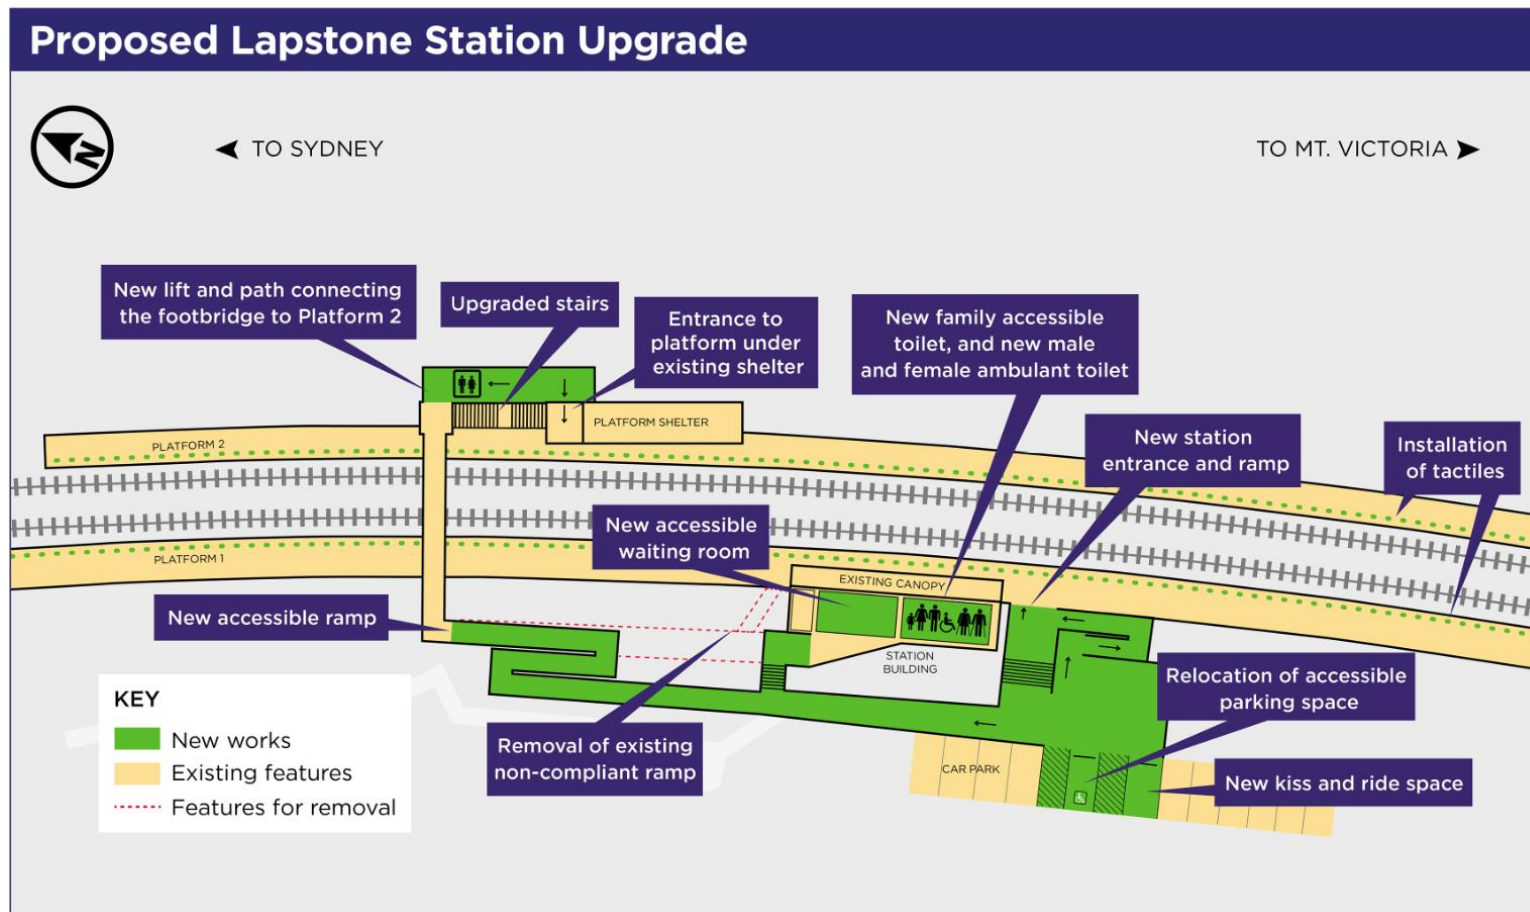 Proposed Lapstone Station Upgrade
N
TO SYDNEY
TO MT. VICTORIA
New lift and path connecting
the footbridge to Platform 2
Upgraded stairs
Entrance to
platform under
existing shelter
New family accessible
toilet, and new male
and female ambulant toilet
PLATFORM SHELTER
PLATFORM 2
New station
entrance and ramp
Installation
of tactiles
New accessible
waiting room
PLATFORM 1
EXISTING CANOPY
New accessible ramp
STATION
BUILDING
Relocation of accessible
parking space
Removal of existing
non-compliant ramp
CAR PARK
New kiss and ride space
KEY
New works
Existing features
Features for removal